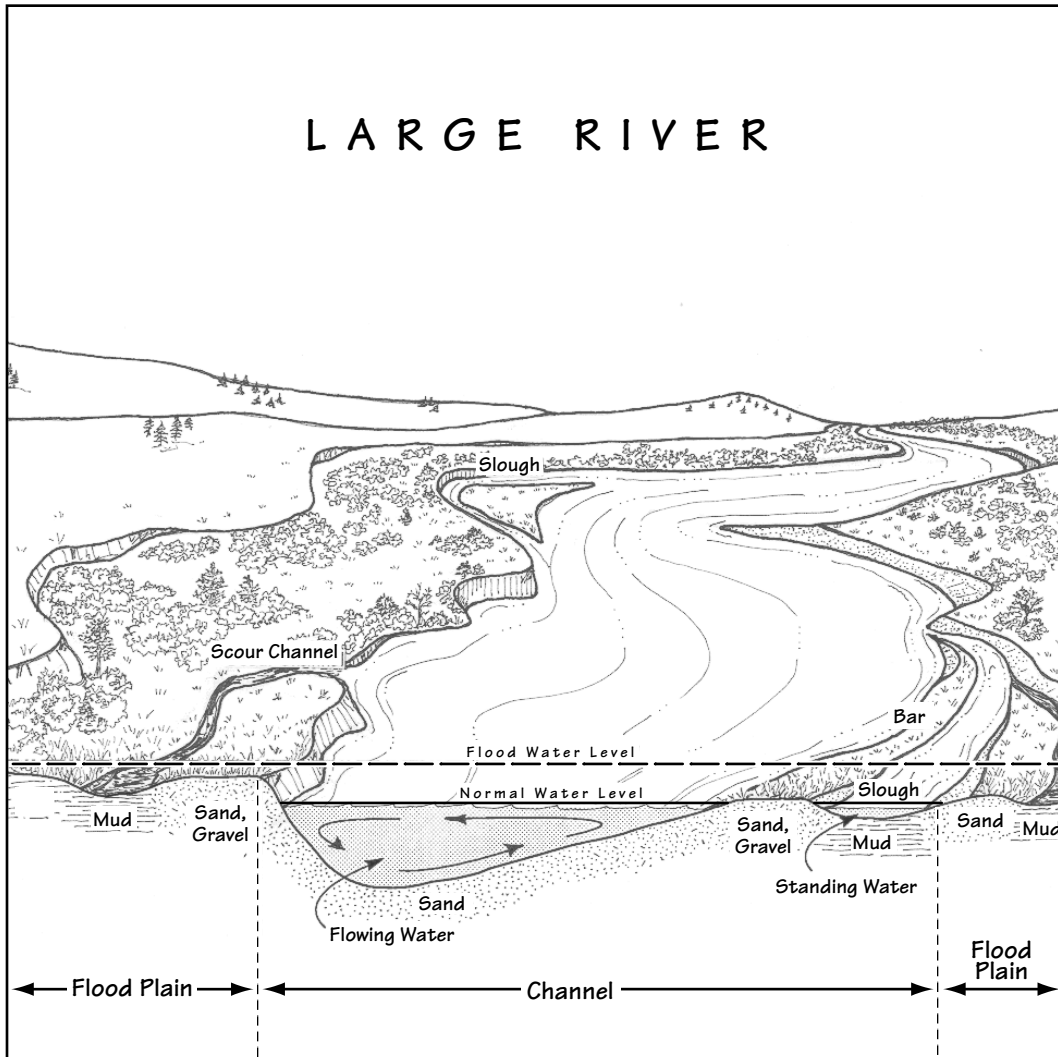 LARGE RIVER
Slough
Scour Channel
Bar
Flood Water Level
Normal Water Level
Slough
Mud
Sand,
Gravel
Sand,
Gravel
Mud
Sand
Mud
Standing Water
Sand
Flowing Water
Flood Plain
Channel
Flood
Plain